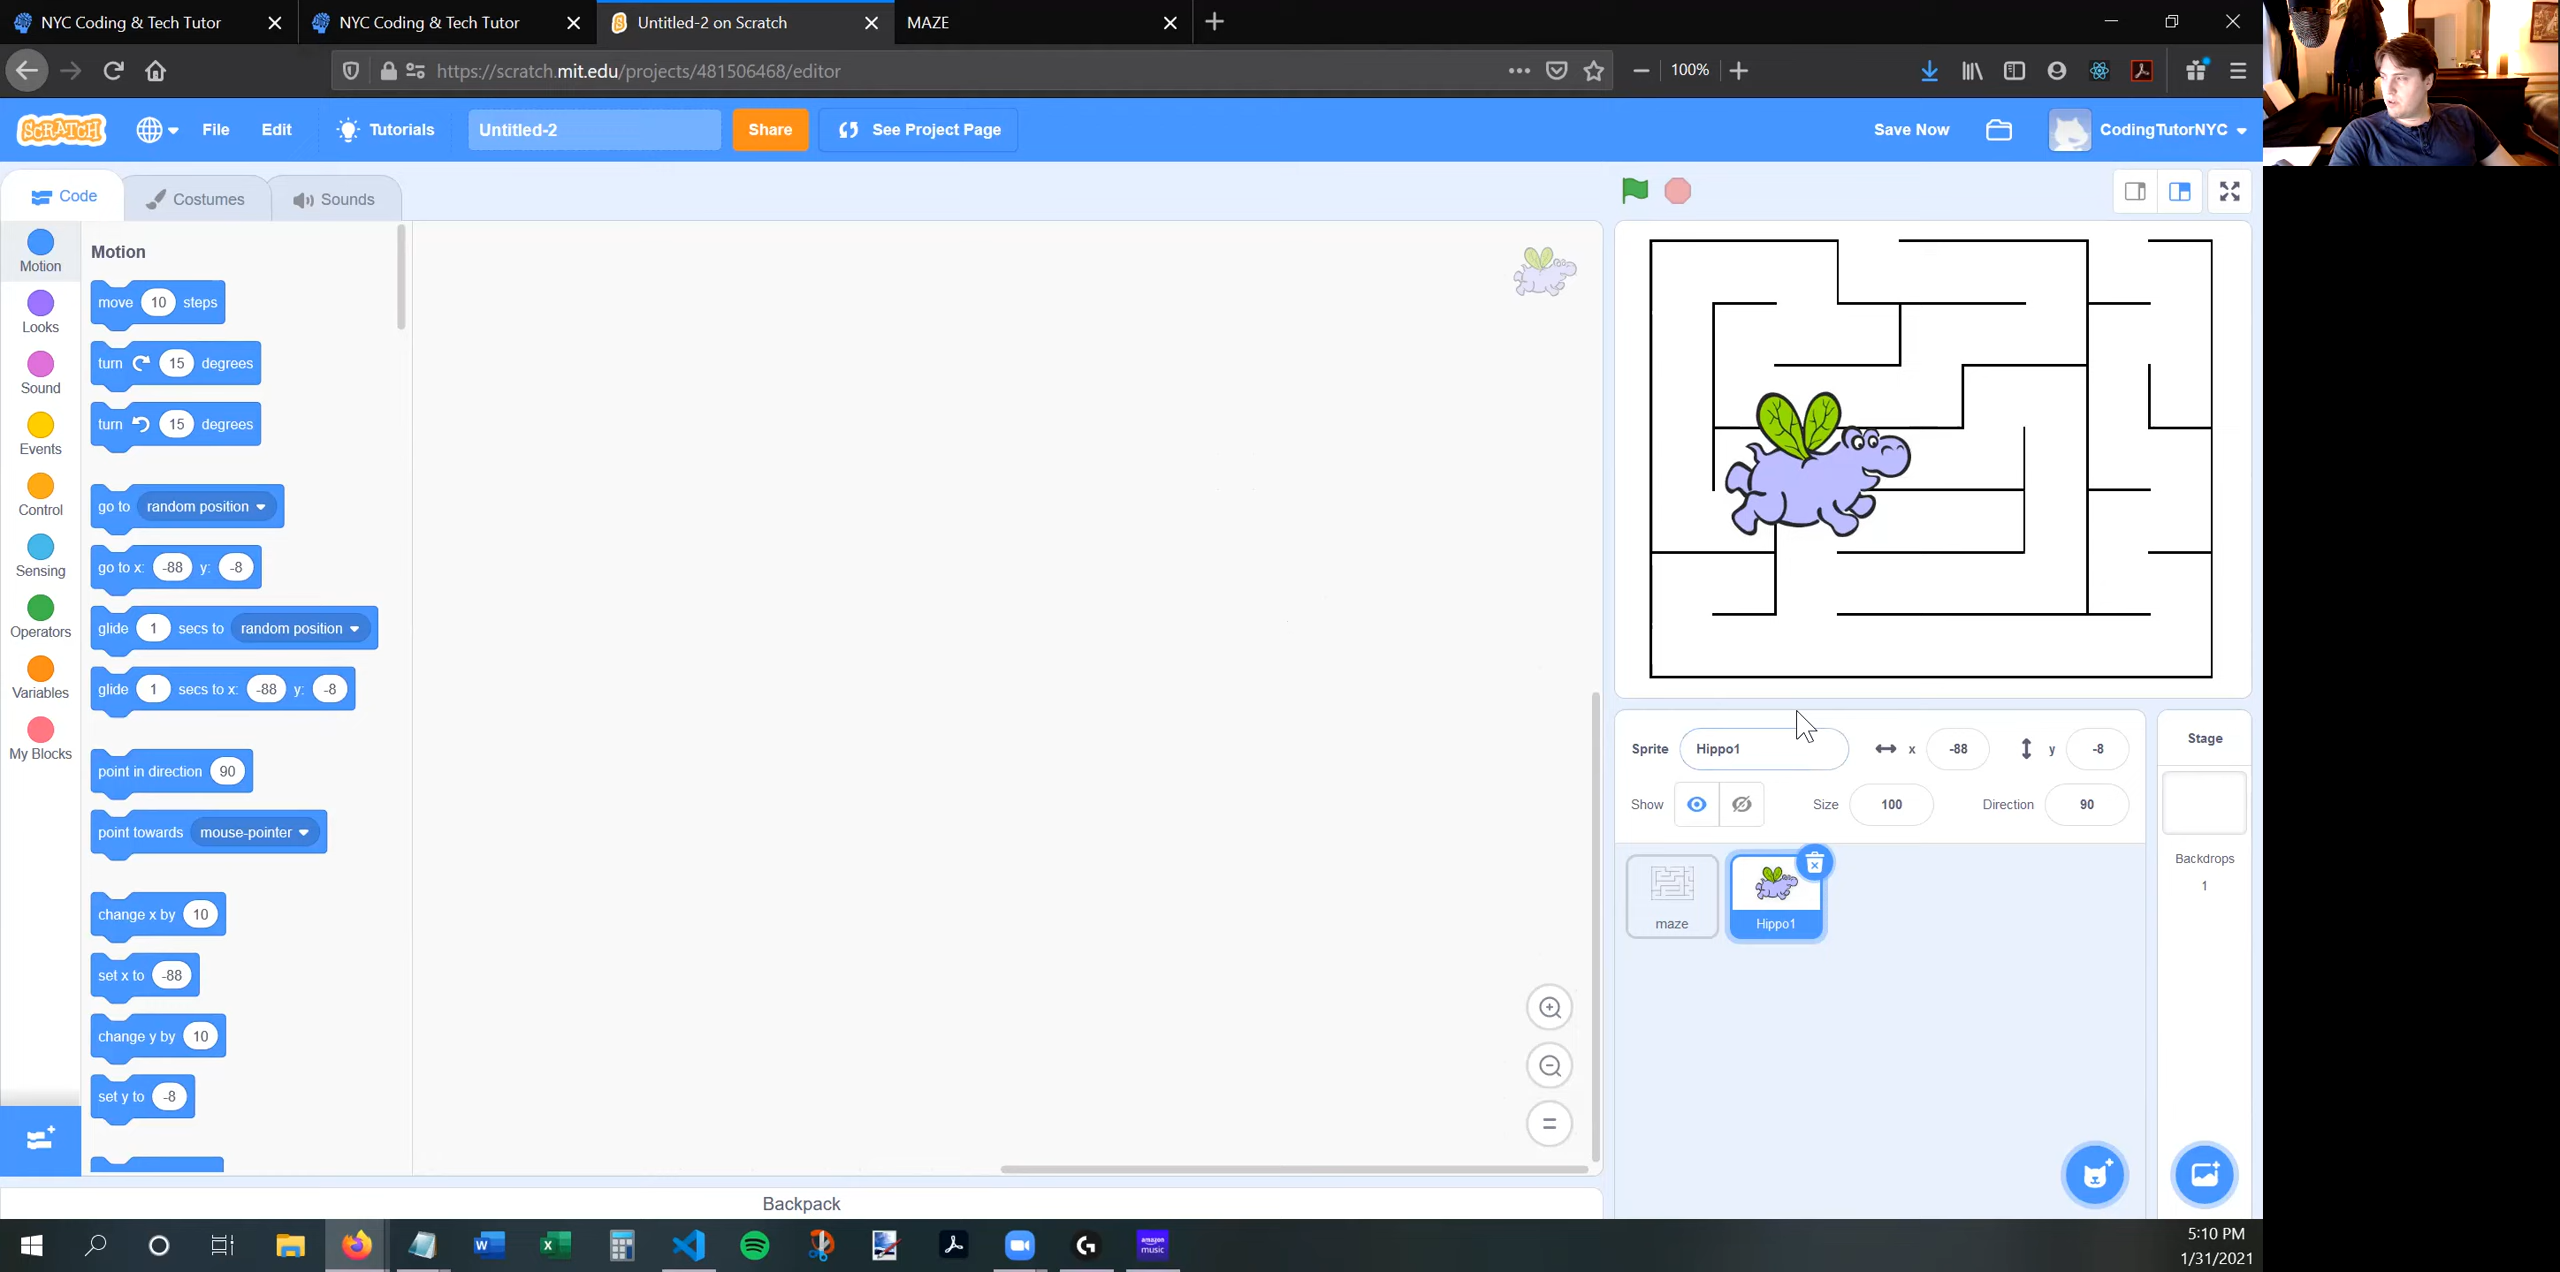 NYC Coding & Tech Tutor
NYC Coding & Tech Tutor
Untitled-2 on Scratch
MAZE
https://scratch.mit.edu/projects/481506468/editor
100%
SCRATCH
File
Edit
Tutorials
Untitled-2
Share
See Project Page
Save Now
CodingTutorNYC
Code
Costumes
Sounds
Motion
Looks
Sound
Events
Control
Sensing
Operators
Variables
My Blocks
Motion
move 10 steps
turn 15 degrees
turn 15 degrees
go to random position
go to x: -88 y: -8
glide 1 secs to random position
glide 1 secs to x: -88 y: -8
point in direction 90
point towards mouse-pointer
change x by 10
set x to -88
change y by 10
set y to -8
Backpack
Sprite Hippo1 x -88 y -8
Show Size 100 Direction 90
maze
Hippo1
Stage
Backdrops
1
amazon music
5:10 PM
1/31/2021